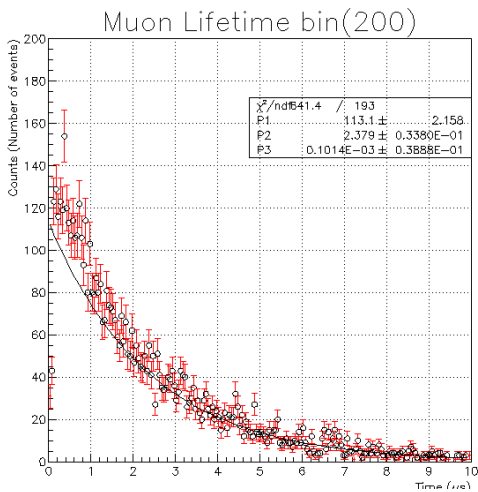 Muon Lifetime bin(200)
Counts (Number of events)
200
180
160
140
120
100
80
60
40
20
0
χ²/ndf641.4 / 193
P1 113.1 ± 2.158
P2 2.379 ± 0.3380E-01
P3 0.1014E-03 ± 0.3888E-01
0 1 2 3 4 5 6 7 8 9 10
Time (μs)